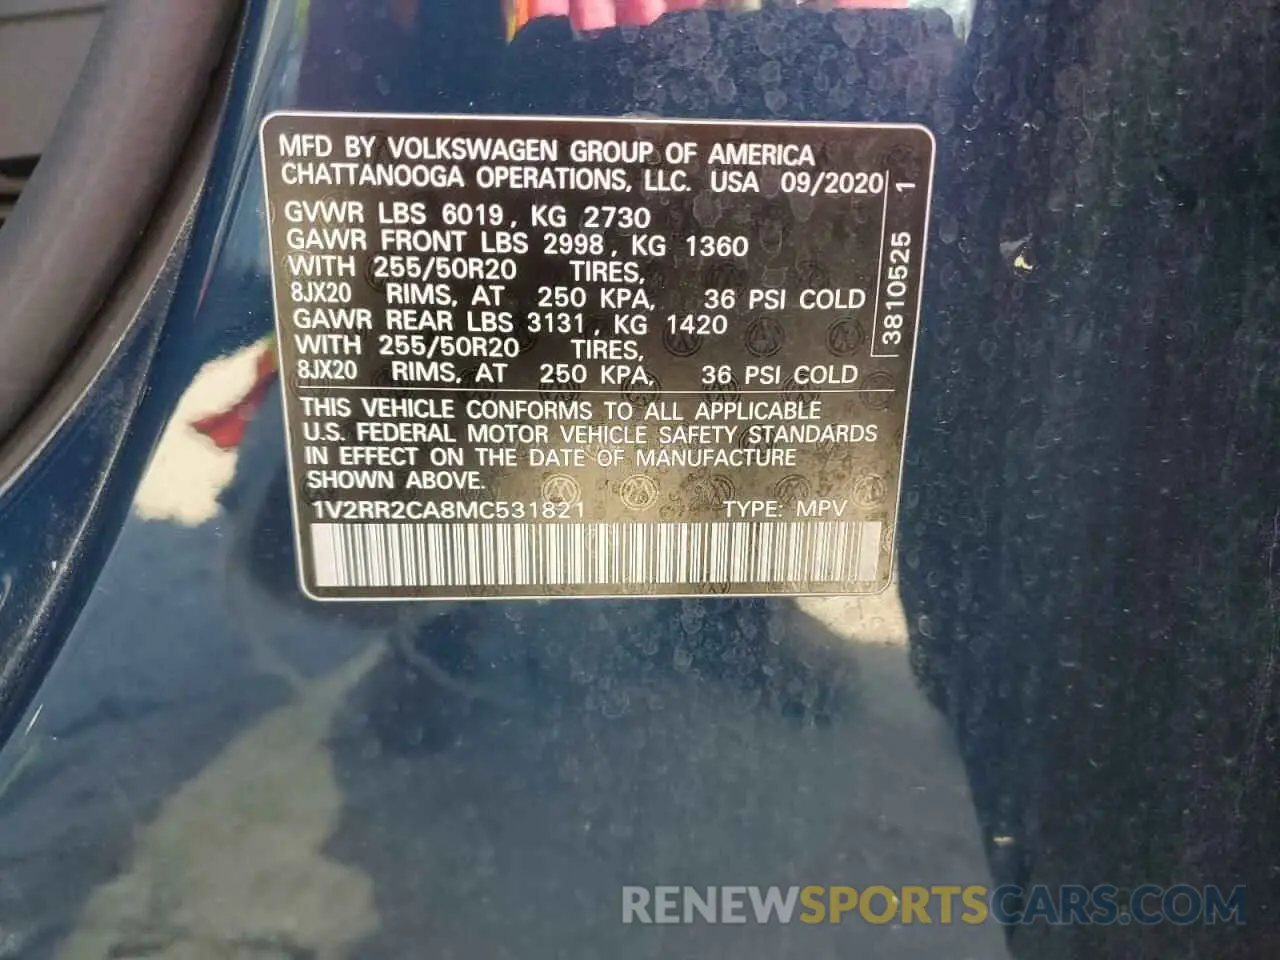 MFD BY VOLKSWAGEN GROUP OF AMERICA
CHATTANOOGA OPERATIONS, LLC. USA 09/2020
GVWR LBS 6019, KG 2730
GAWR FRONT LBS 2998, KG 1360
WITH 255/50R20 TIRES,
8JX20 RIMS, AT 250 KPA, 36 PSI COLD
GAWR REAR LBS 3131, KG 1420
WITH 255/50R20 TIRES,
8JX20 RIMS, AT 250 KPA, 36 PSI COLD
3810525 1
THIS VEHICLE CONFORMS TO ALL APPLICABLE
U.S. FEDERAL MOTOR VEHICLE SAFETY STANDARDS
IN EFFECT ON THE DATE OF MANUFACTURE
SHOWN ABOVE.
1V2RR2CA8MC531821 TYPE: MPV
RENEWSPORTSCARS.COM